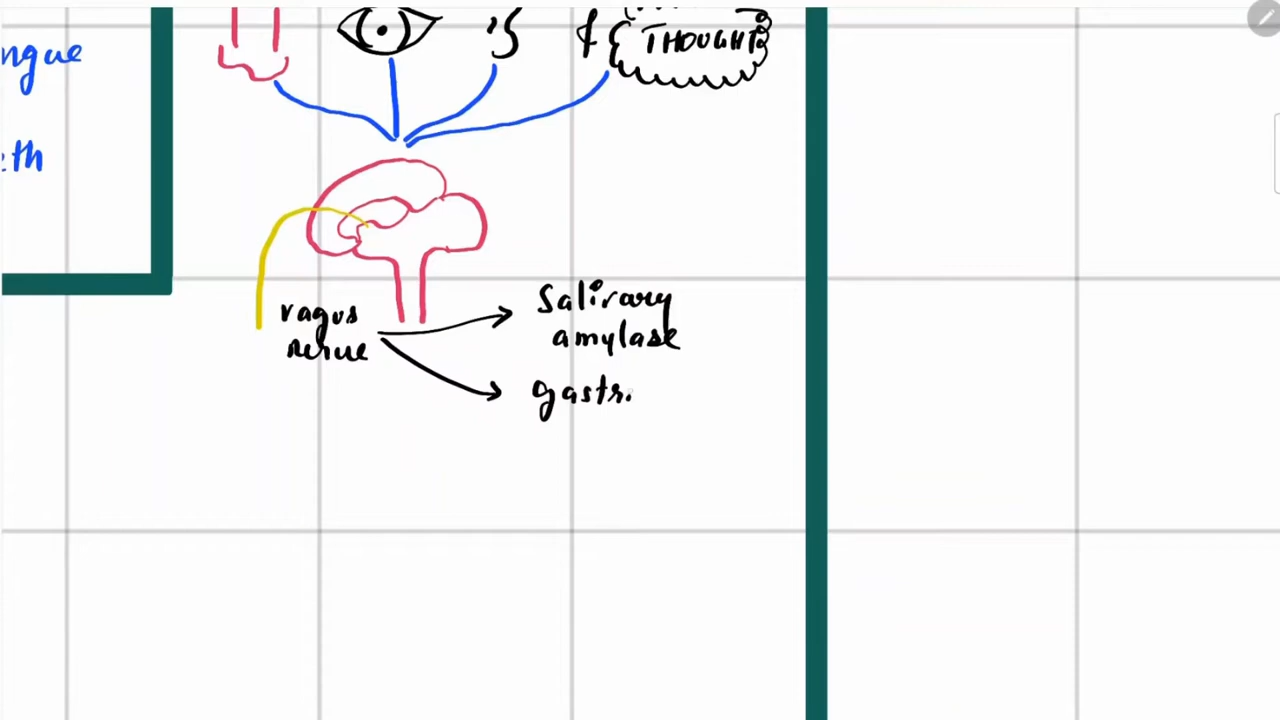 ngue
THOUGHT
eth
Salivary
amylase
vagus
nerve
gastr